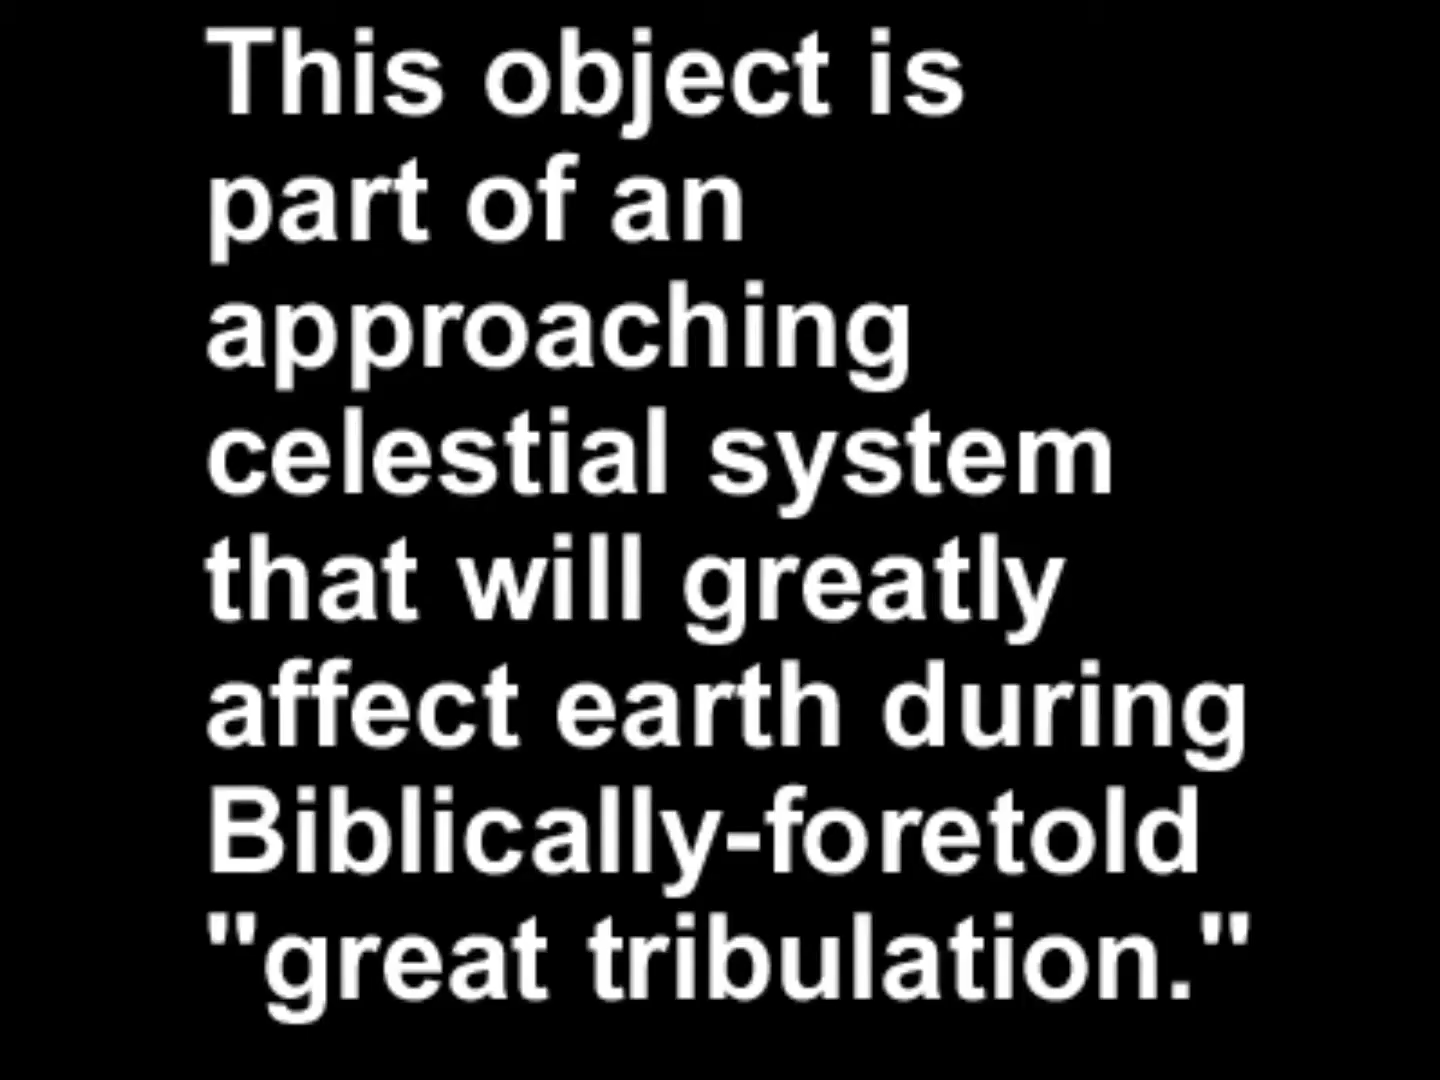 This object is
part of an
approaching
celestial system
that will greatly
affect earth during
Biblically-foretold
"great tribulation."